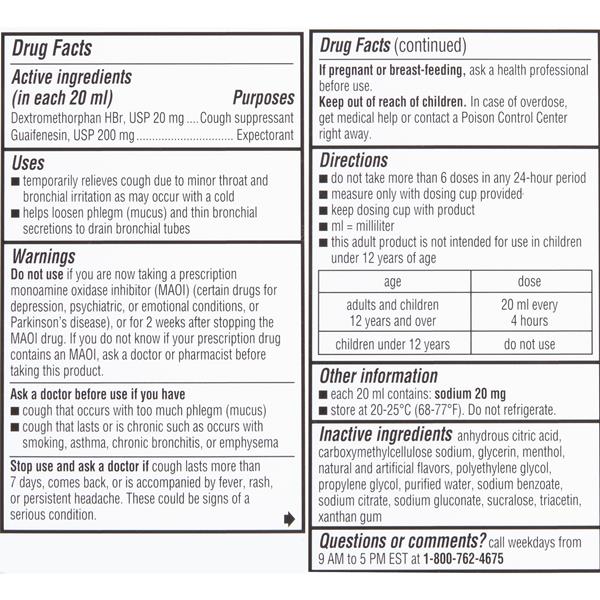 Drug Facts
Active ingredients
(in each 20 ml) Purposes
Dextromethorphan HBr, USP 20 mg .... Cough suppressant
Guaifenesin, USP 200 mg .............................. Expectorant
Uses
■ temporarily relieves cough due to minor throat and
bronchial irritation as may occur with a cold
■ helps loosen phlegm (mucus) and thin bronchial
secretions to drain bronchial tubes
Warnings
Do not use if you are now taking a prescription
monoamine oxidase inhibitor (MAOI) (certain drugs for
depression, psychiatric, or emotional conditions, or
Parkinson's disease), or for 2 weeks after stopping the
MAOI drug. If you do not know if your prescription drug
contains an MAOI, ask a doctor or pharmacist before
taking this product.
Ask a doctor before use if you have
■ cough that occurs with too much phlegm (mucus)
■ cough that lasts or is chronic such as occurs with
smoking, asthma, chronic bronchitis, or emphysema
Stop use and ask a doctor if cough lasts more than
7 days, comes back, or is accompanied by fever, rash,
or persistent headache. These could be signs of a
serious condition.
Drug Facts (continued)
If pregnant or breast-feeding, ask a health professional
before use.
Keep out of reach of children. In case of overdose,
get medical help or contact a Poison Control Center
right away.
Directions
■ do not take more than 6 doses in any 24-hour period
■ measure only with dosing cup provided
■ keep dosing cup with product
■ ml = milliliter
■ this adult product is not intended for use in children
under 12 years of age
age dose
adults and children 20 ml every
12 years and over 4 hours
children under 12 years do not use
Other information
■ each 20 ml contains: sodium 20 mg
■ store at 20-25°C (68-77°F). Do not refrigerate.
Inactive ingredients anhydrous citric acid,
carboxymethylcellulose sodium, glycerin, menthol,
natural and artificial flavors, polyethylene glycol,
propylene glycol, purified water, sodium benzoate,
sodium citrate, sodium gluconate, sucralose, triacetin,
xanthan gum
Questions or comments? call weekdays from
9 AM to 5 PM EST at 1-800-762-4675